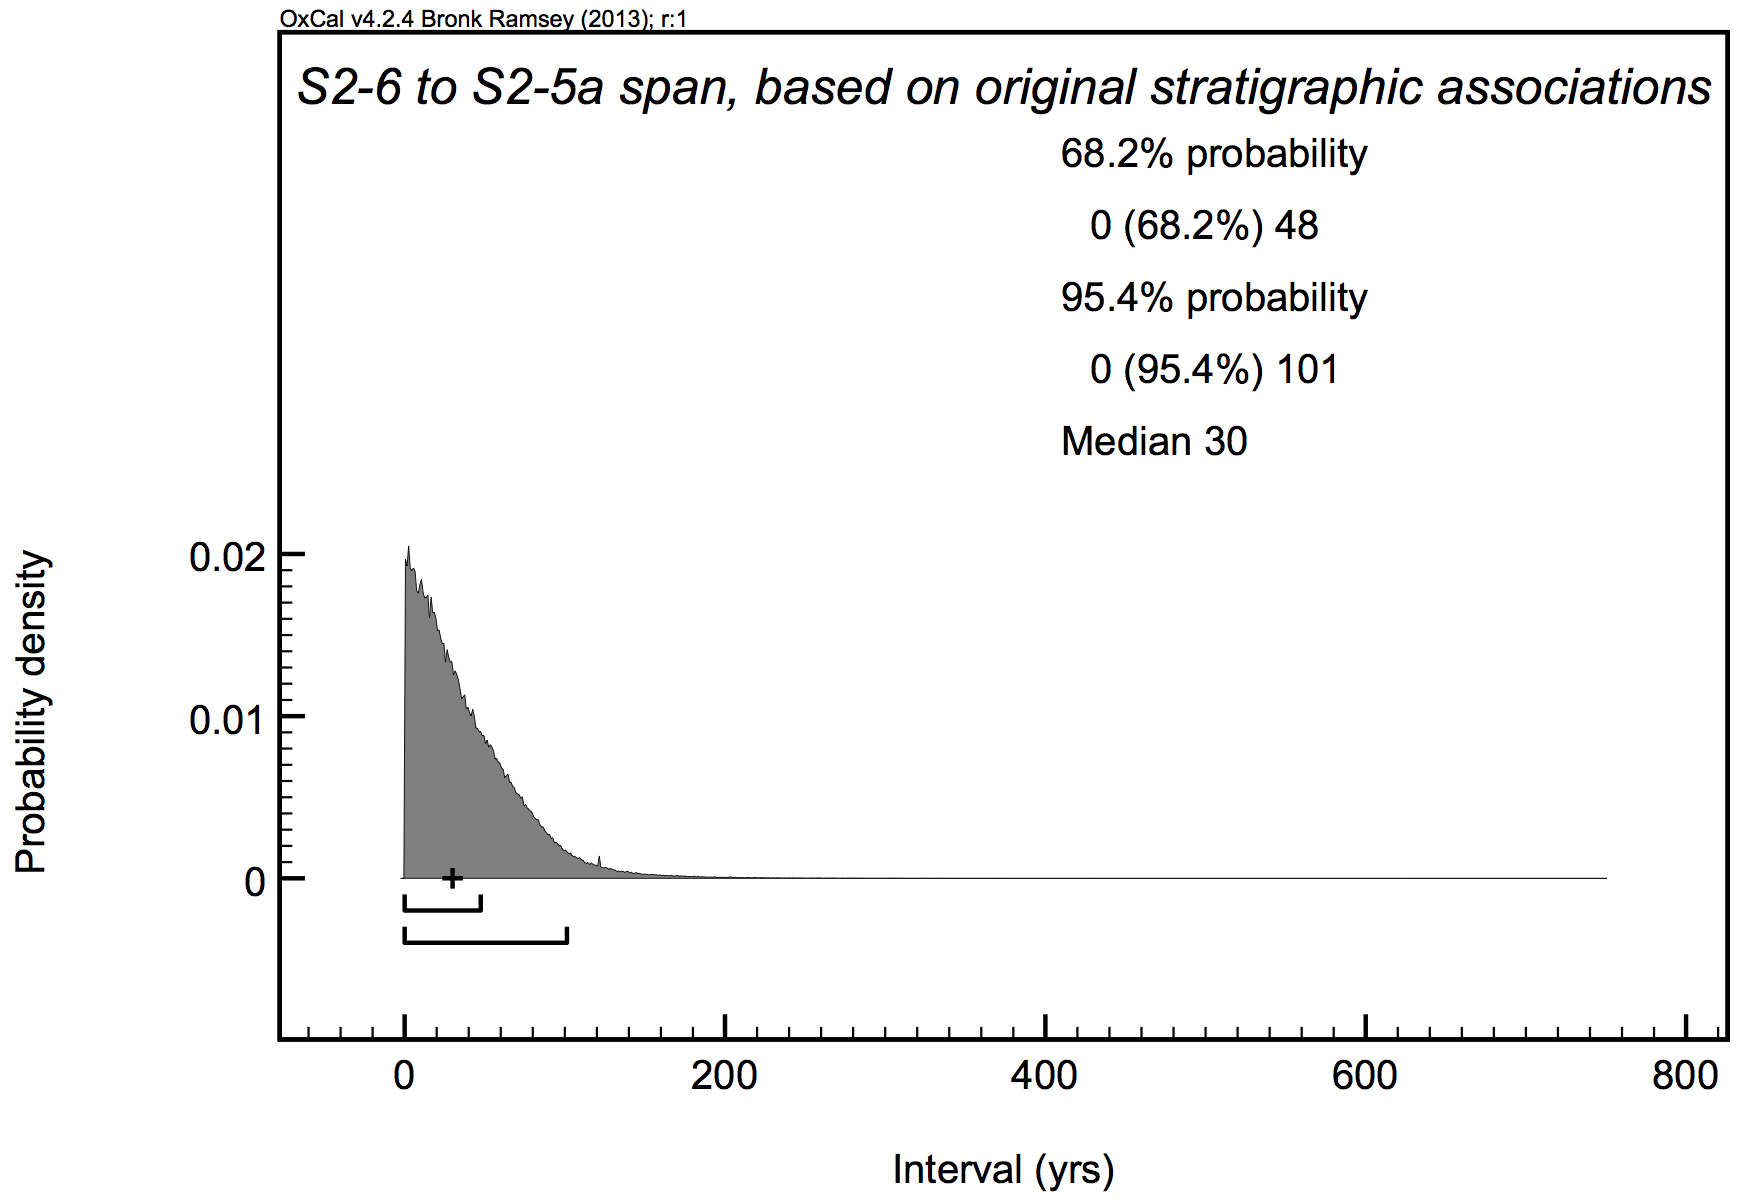 OxCal v4.2.4 Bronk Ramsey (2013); r:1
S2-6 to S2-5a span, based on original stratigraphic associations
68.2% probability
0 (68.2%) 48
95.4% probability
0 (95.4%) 101
Median 30
Probability density
0.02
0.01
0
0 200 400 600 800
Interval (yrs)